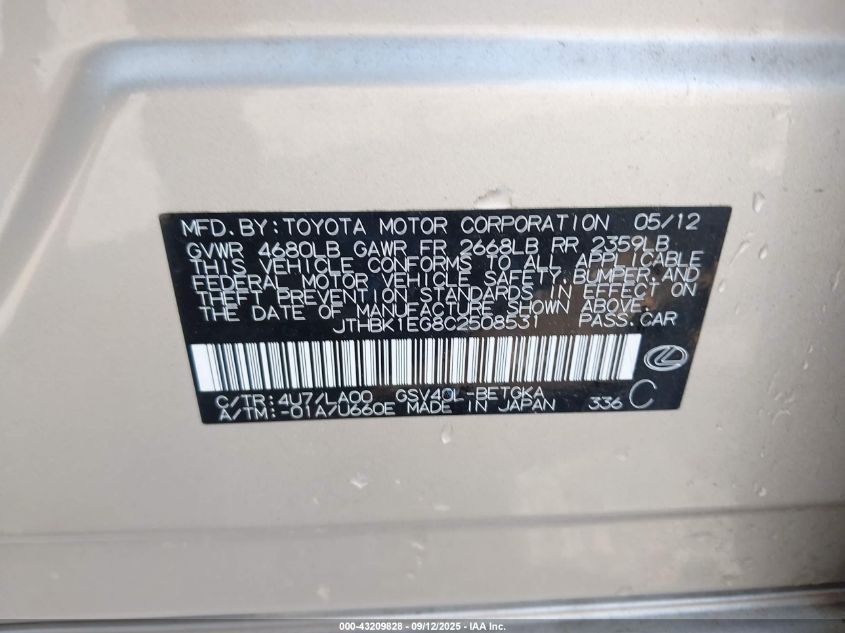 MFD. BY: TOYOTA MOTOR CORPORATION 05/12
GVWR 4680LB GAWR FR 2668LB RR 2359LB
THIS VEHICLE CONFORMS TO ALL APPLICABLE
FEDERAL MOTOR VEHICLE SAFETY, BUMPER, AND
THEFT PREVENTION STANDARDS IN EFFECT ON
THE DATE OF MANUFACTURE SHOWN ABOVE.
JTHBK1EG8C2508531 PASS. CAR
C/TR: 4U7/LA00 GSV40L-BETGKA
A/TM: -01A/U660E MADE IN JAPAN 336 C
000-43209828 - 09/12/2025 - IAA Inc.